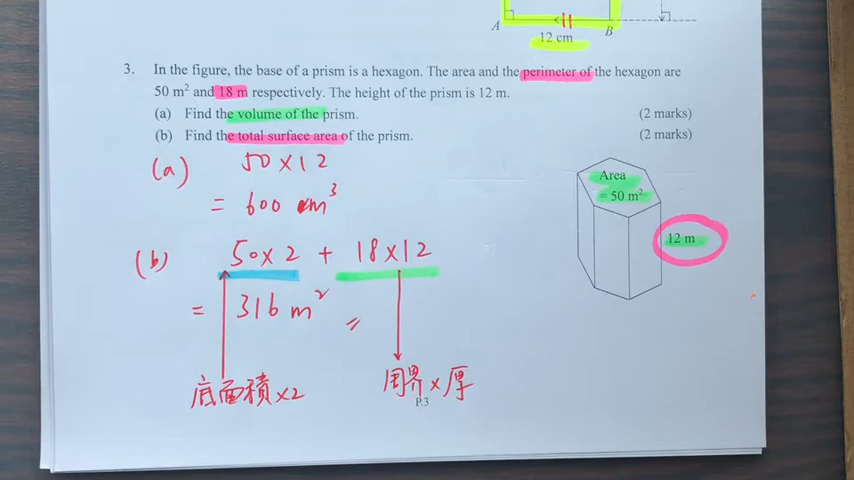 A
B
12 cm
3. In the figure, the base of a prism is a hexagon. The area and the perimeter of the hexagon are
50 m² and 18 m respectively. The height of the prism is 12 m.
(a) Find the volume of the prism. (2 marks)
(b) Find the total surface area of the prism. (2 marks)
(a) 50 × 12
= 600 m³
Area
= 50 m²
12 m
(b) 50 × 2 + 18 × 12
= 316 m²
底面積 × 2
周界 × 厚
P.3